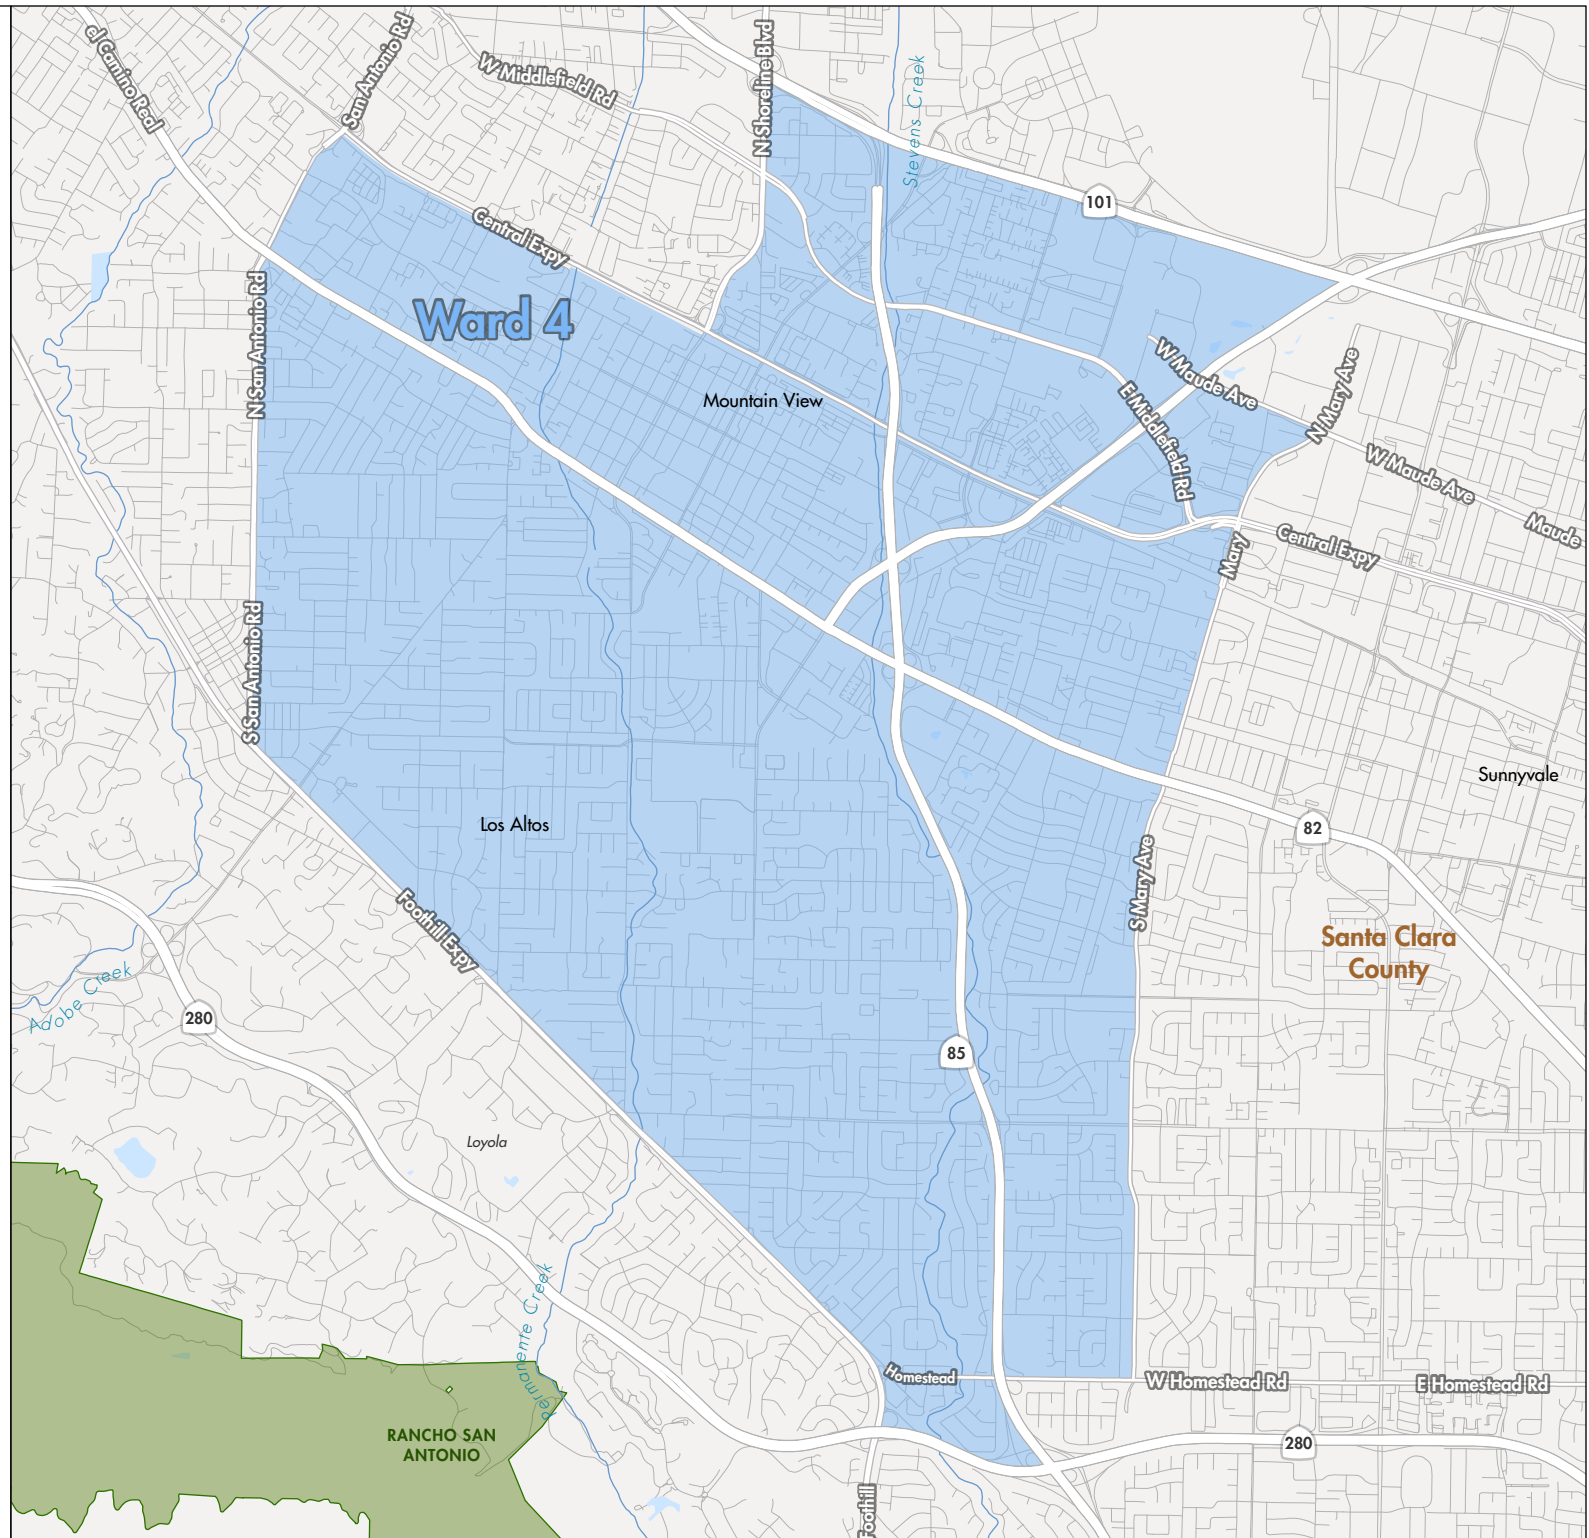 el Camino Real
San Antonio Rd
W Middlefield Rd
N Shoreline Blvd
Stevens Creek
101
Central Expy
N San Antonio Rd
Ward 4
W Maude Ave
N Mary Ave
Mountain View
E Middlefield Rd
W Maude Ave
Maude
Central Expy
Mary
S San Antonio Rd
Sunnyvale
Los Altos
82
S Mary Ave
Foothill Expy
Santa Clara
County
Adobe Creek
280
85
Loyola
Permanente Creek
Homestead
W Homestead Rd
E Homestead Rd
RANCHO SAN
ANTONIO
280
Foothill